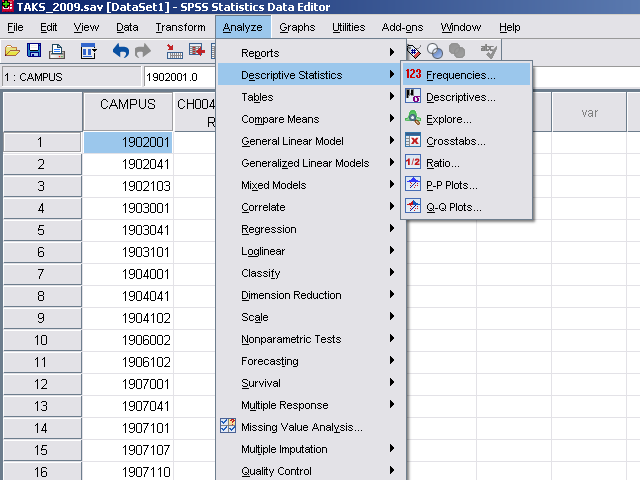 TAKS_2009.sav [DataSet1] - SPSS Statistics Data Editor
File Edit View Data Transform Analyze Graphs Utilities Add-ons Window Help
1 : CAMPUS 1902001.0
CAMPUS CH004 R var
Reports
Descriptive Statistics
Tables
Compare Means
General Linear Model
Generalized Linear Models
Mixed Models
Correlate
Regression
Loglinear
Classify
Dimension Reduction
Scale
Nonparametric Tests
Forecasting
Survival
Multiple Response
Missing Value Analysis...
Multiple Imputation
Quality Control
123 Frequencies...
Descriptives...
Explore...
Crosstabs...
1/2 Ratio...
P-P Plots...
Q-Q Plots...
1 1902001
2 1902041
3 1902103
4 1903001
5 1903041
6 1903101
7 1904001
8 1904041
9 1904102
10 1906002
11 1906102
12 1907001
13 1907041
14 1907101
15 1907107
16 1907110